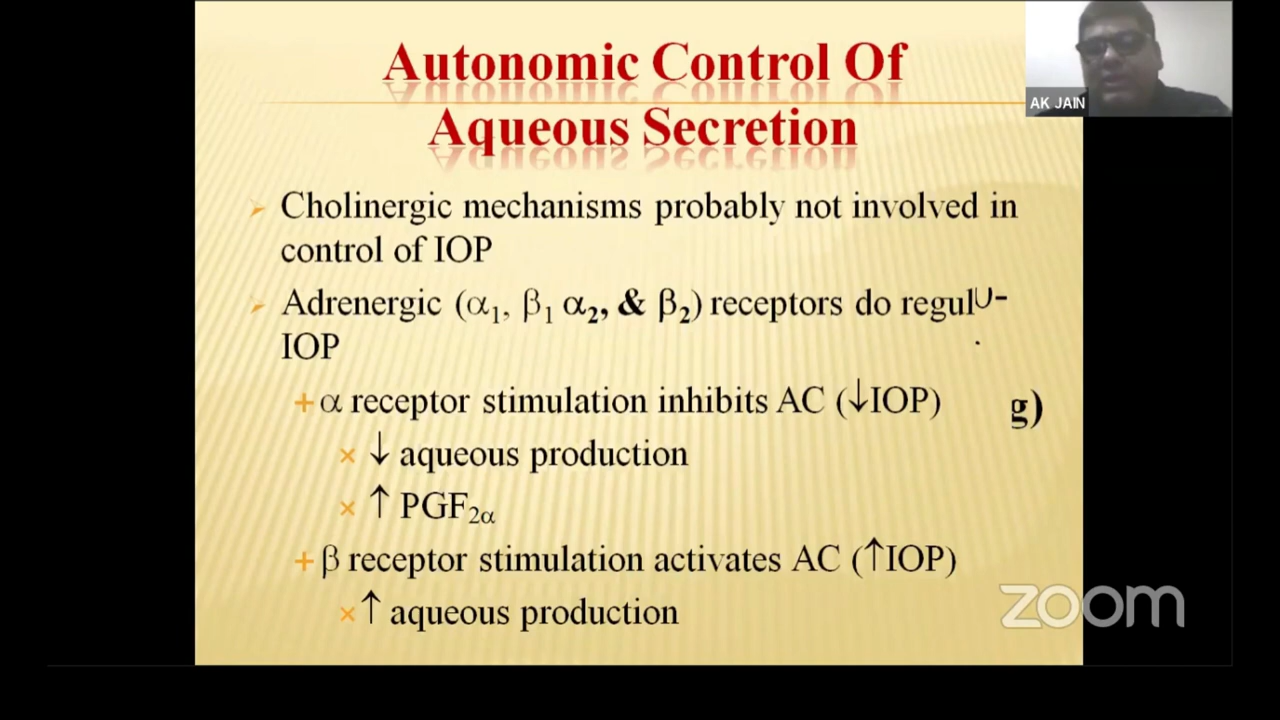 Autonomic Control Of
Aqueous Secretion
AK JAIN
Cholinergic mechanisms probably not involved in
control of IOP
Adrenergic (α₁, β₁ α₂, & β₂) receptors do regul
IOP
α receptor stimulation inhibits AC (↓IOP)
g)
↓ aqueous production
↑ PGF₂α
β receptor stimulation activates AC (↑IOP)
↑ aqueous production
zoom